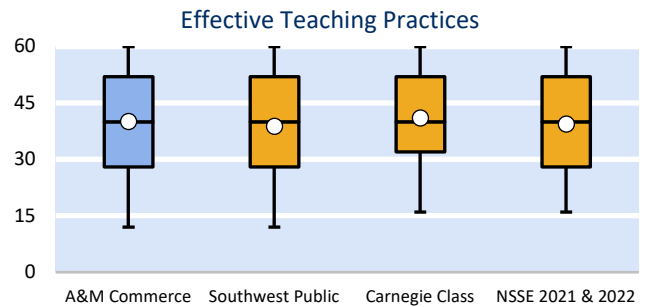 Effective Teaching Practices
60
45
30
15
0
A&M Commerce Southwest Public Carnegie Class NSSE 2021 & 2022